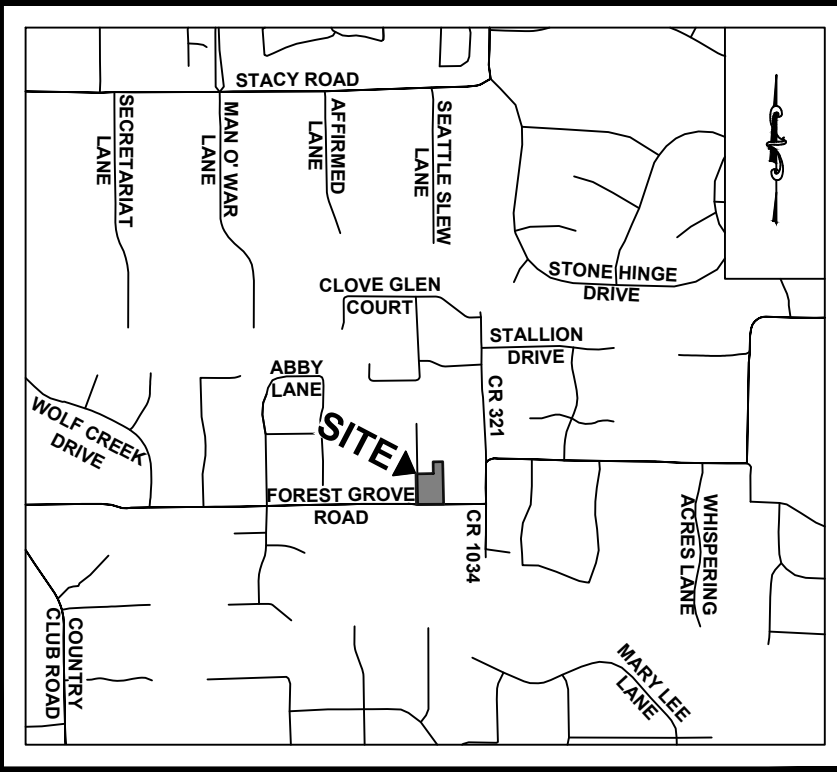 STACY ROAD
SECRETARIAT
LANE
MAN O' WAR
LANE
AFFIRMED
LANE
SEATTLE SLEW
LANE
STONE HINGE
DRIVE
CLOVE GLEN
COURT
STALLION
DRIVE
ABBY
LANE
CR 321
WOLF CREEK
DRIVE
SITE
FOREST GROVE
ROAD
CR 1034
WHISPERING
ACRES LANE
COUNTRY
CLUB ROAD
MARY LEE
LANE